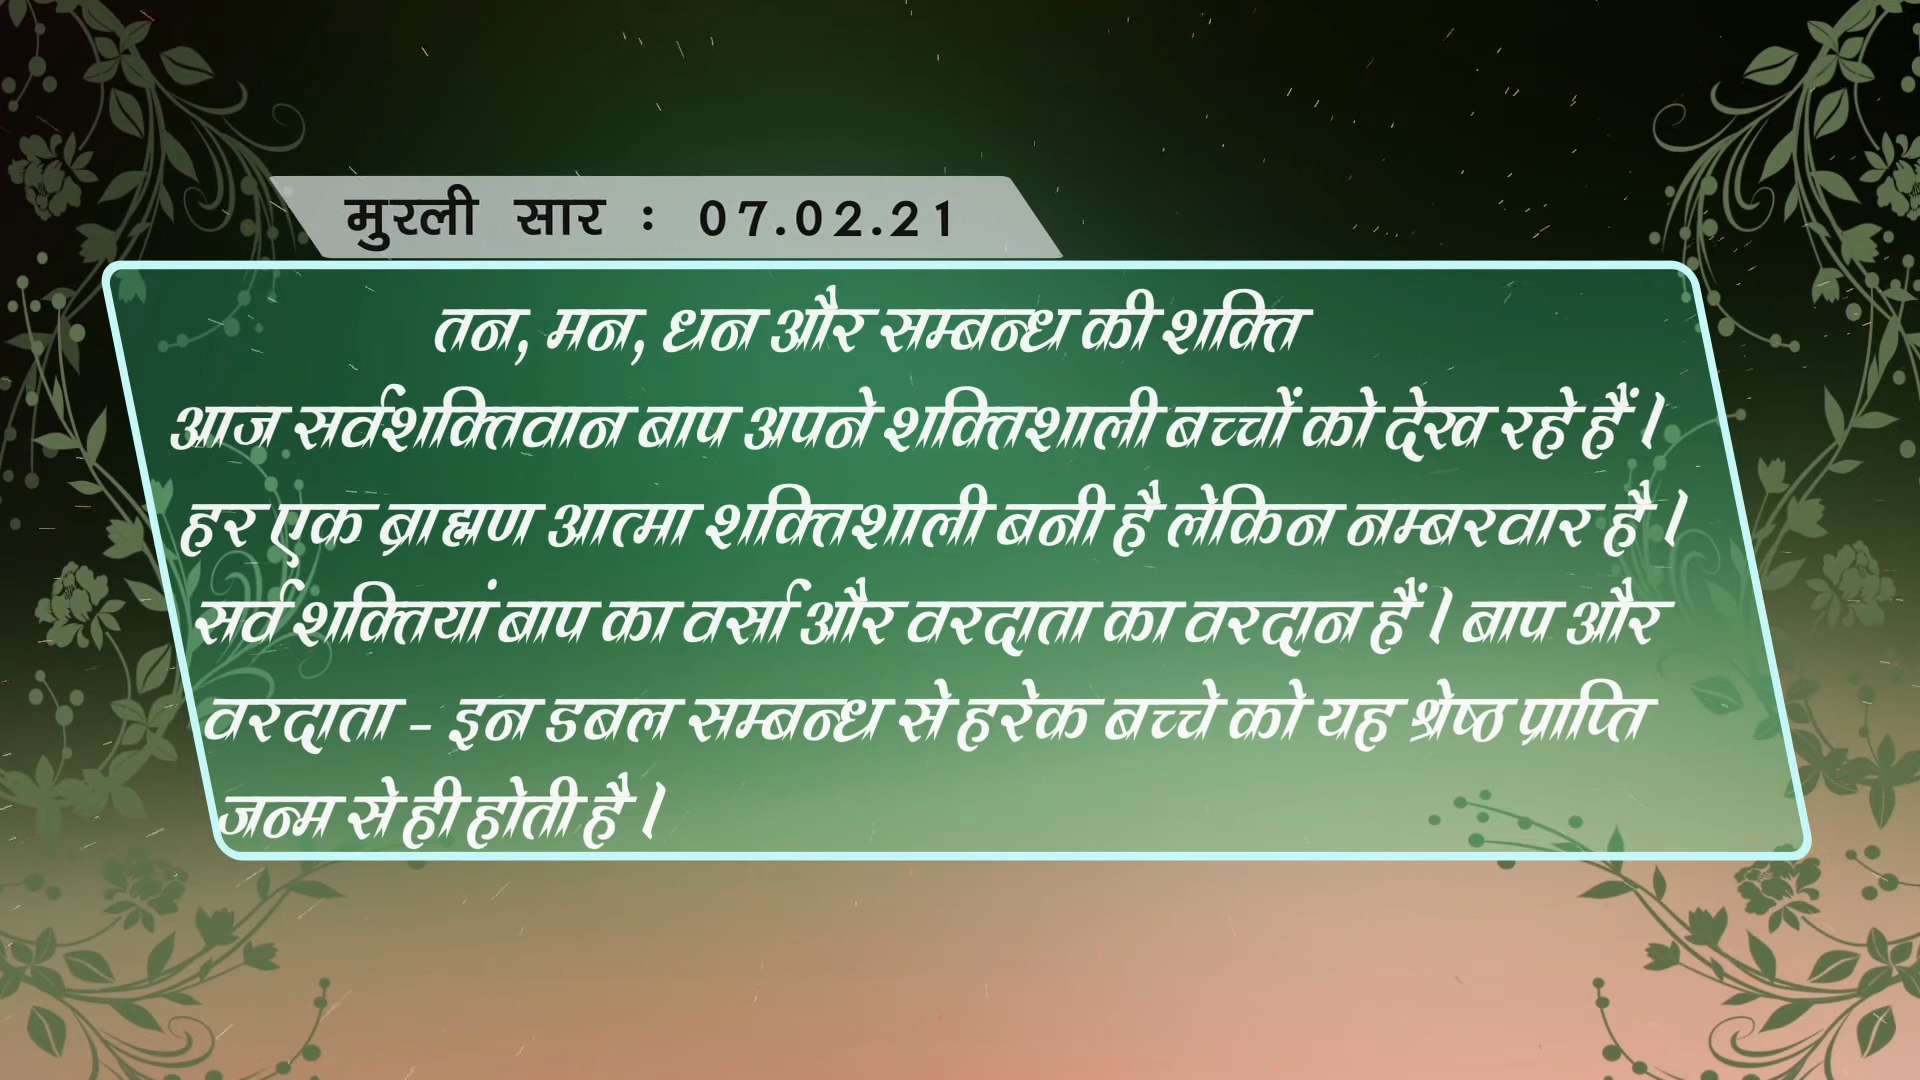 मुरली सार : 07.02.21
तन, मन, धन और सम्बन्ध की शक्ति
आज सर्वशक्तिवान बाप अपने शक्तिशाली बच्चों को देख रहे हैं।
हर एक ब्राह्मण आत्मा शक्तिशाली बनी है लेकिन नम्बरवार है।
सर्व शक्तियां बाप का वर्सा और वरदाता का वरदान हैं। बाप और
वरदाता - इन डबल सम्बन्ध से हरेक बच्चे को यह श्रेष्ठ प्राप्ति
जन्म से ही होती है।